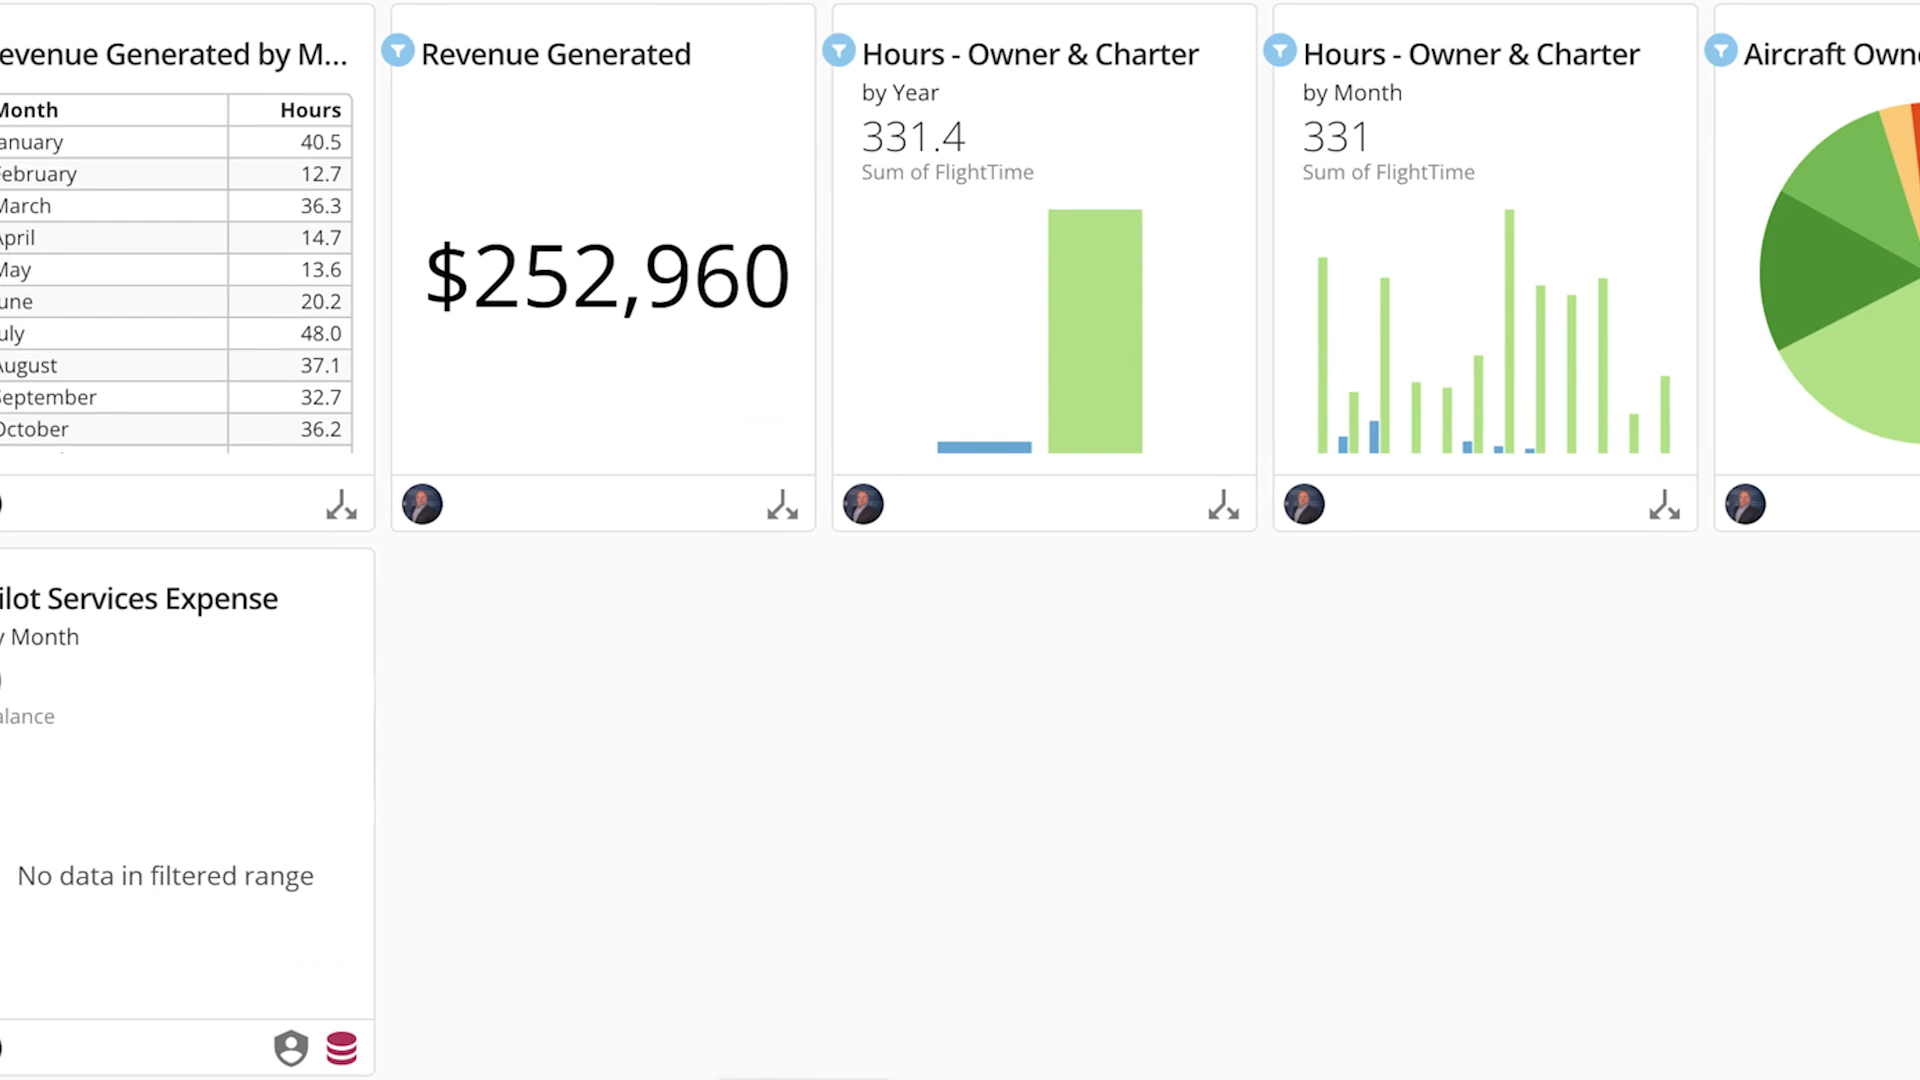 evenue Generated by M...
Month Hours
anuary 40.5
ebruary 12.7
March 36.3
April 14.7
May 13.6
une 20.2
uly 48.0
August 37.1
September 32.7
October 36.2
Revenue Generated
$252,960
Hours - Owner & Charter
by Year
331.4
Sum of FlightTime
Hours - Owner & Charter
by Month
331
Sum of FlightTime
Aircraft Own
ilot Services Expense
y Month
alance
No data in filtered range